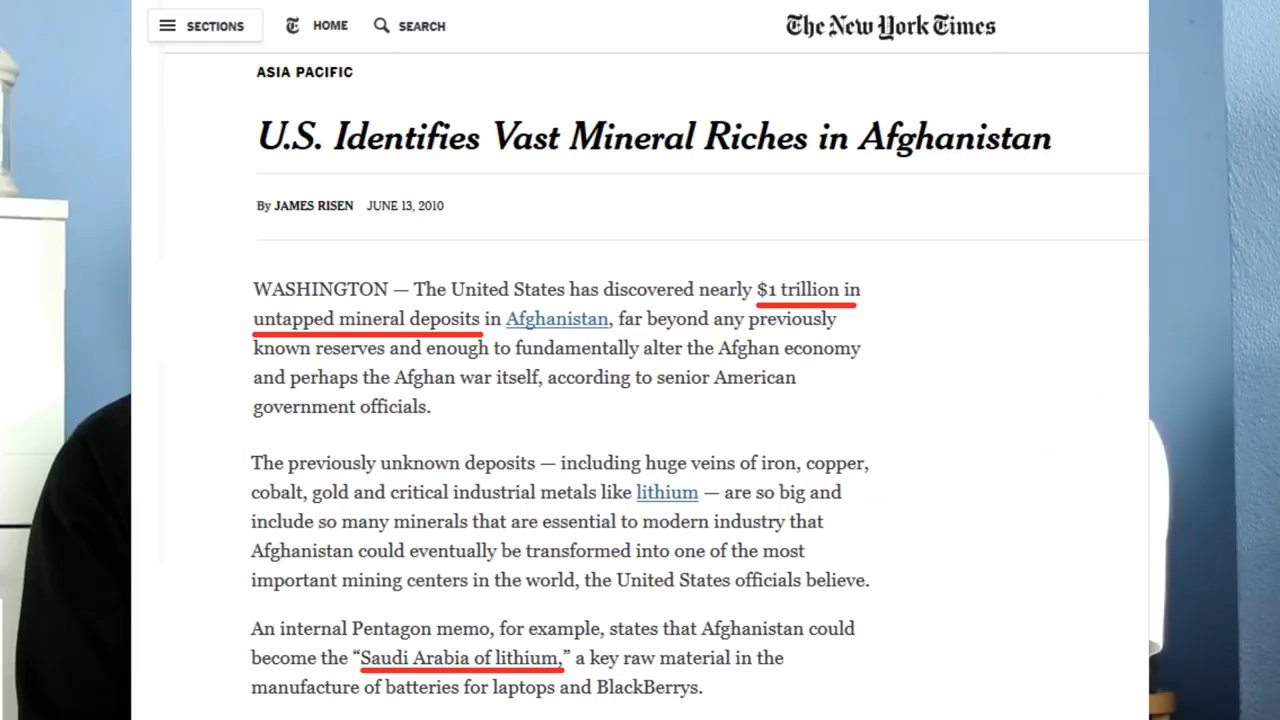 SECTIONS HOME SEARCH The New York Times
ASIA PACIFIC
U.S. Identifies Vast Mineral Riches in Afghanistan
By JAMES RISEN JUNE 13, 2010
WASHINGTON — The United States has discovered nearly $1 trillion in
untapped mineral deposits in Afghanistan, far beyond any previously
known reserves and enough to fundamentally alter the Afghan economy
and perhaps the Afghan war itself, according to senior American
government officials.
The previously unknown deposits — including huge veins of iron, copper,
cobalt, gold and critical industrial metals like lithium — are so big and
include so many minerals that are essential to modern industry that
Afghanistan could eventually be transformed into one of the most
important mining centers in the world, the United States officials believe.
An internal Pentagon memo, for example, states that Afghanistan could
become the “Saudi Arabia of lithium,” a key raw material in the
manufacture of batteries for laptops and BlackBerrys.